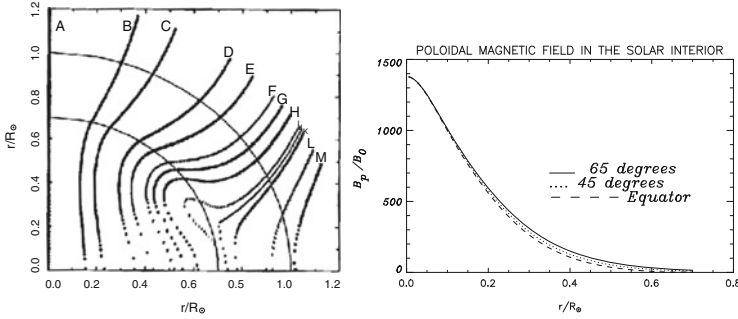 1.2
1.0
0.8
0.6
0.4
0.2
0.0
r/R⊙
A
B
C
D
E
F
G
H
K
L
M
0.0
0.2
0.4
0.6
0.8
1.0
1.2
r/R⊙
POLOIDAL MAGNETIC FIELD IN THE SOLAR INTERIOR
1500
1000
500
0
Bp/B0
65 degrees
45 degrees
Equator
0.0
0.2
0.4
0.6
0.8
r/R⊙